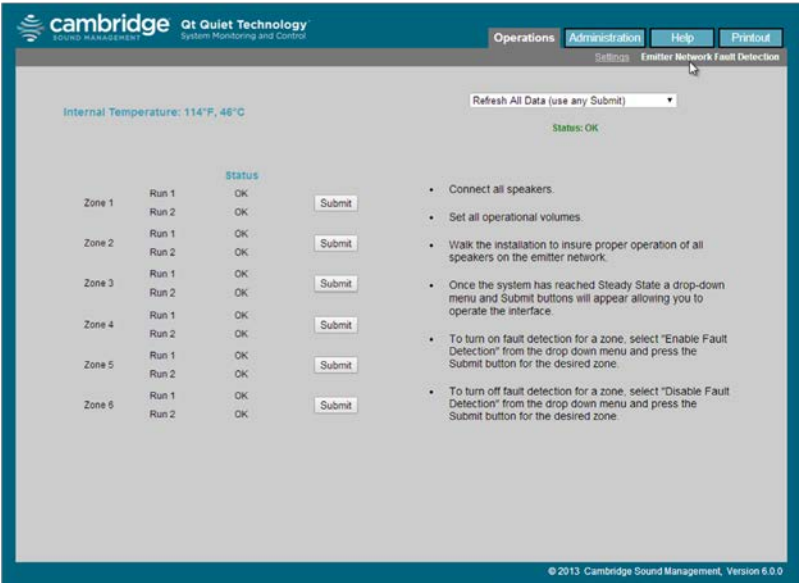 cambridge
SOUND MANAGEMENT
Qt Quiet Technology
System Monitoring and Control
Operations Administration Help Printout
Settings Emitter Network Fault Detection
Internal Temperature: 114°F, 46°C
Refresh All Data (use any Submit)
Status: OK
Status
Zone 1 Run 1 OK Submit
Run 2 OK
Zone 2 Run 1 OK Submit
Run 2 OK
Zone 3 Run 1 OK Submit
Run 2 OK
Zone 4 Run 1 OK Submit
Run 2 OK
Zone 5 Run 1 OK Submit
Run 2 OK
Zone 6 Run 1 OK Submit
Run 2 OK
• Connect all speakers.
• Set all operational volumes.
• Walk the installation to insure proper operation of all
speakers on the emitter network.
• Once the system has reached Steady State a drop-down
menu and Submit buttons will appear allowing you to
operate the interface.
• To turn on fault detection for a zone, select "Enable Fault
Detection" from the drop down menu and press the
Submit button for the desired zone.
• To turn off fault detection for a zone, select "Disable Fault
Detection" from the drop down menu and press the
Submit button for the desired zone.
© 2013 Cambridge Sound Management, Version 6.0.0